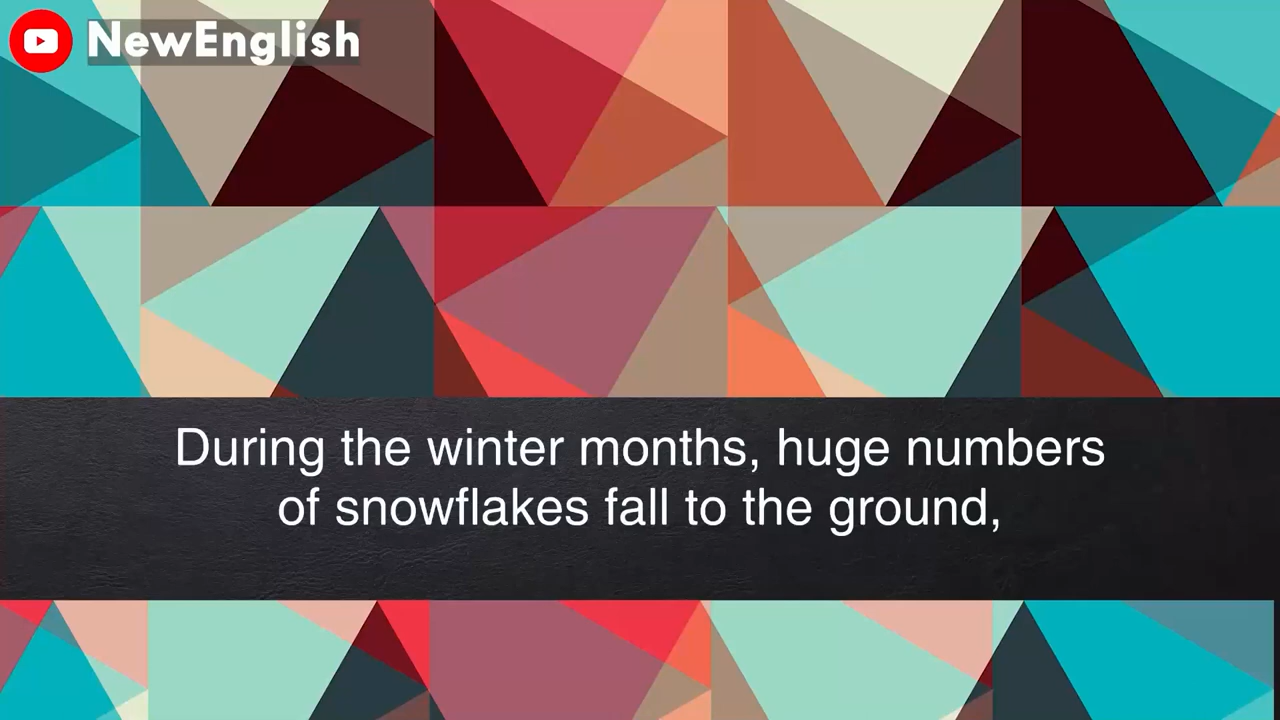 NewEnglish
During the winter months, huge numbers
of snowflakes fall to the ground,